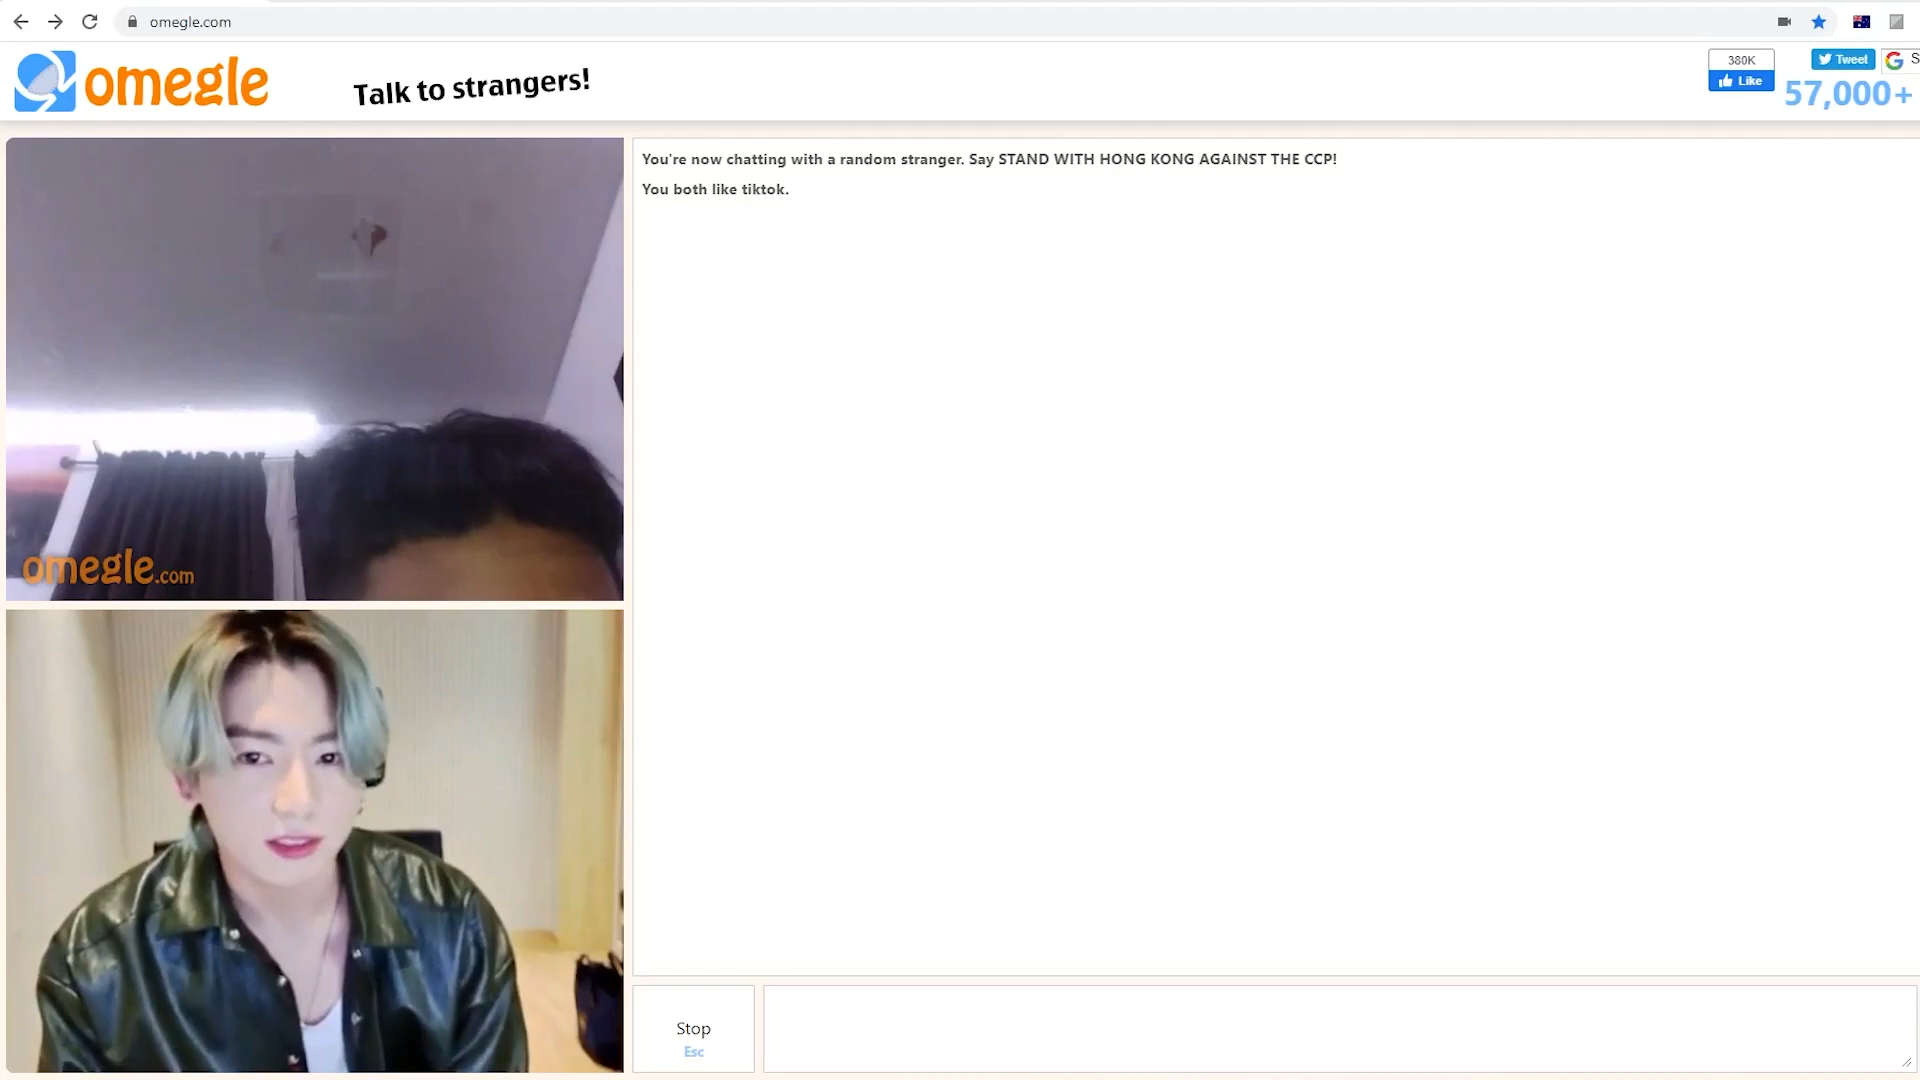 omegle.com
omegle
Talk to strangers!
380K
Like
Tweet
S
57,000+
You're now chatting with a random stranger. Say STAND WITH HONG KONG AGAINST THE CCP!
You both like tiktok.
omegle.com
Stop
Esc